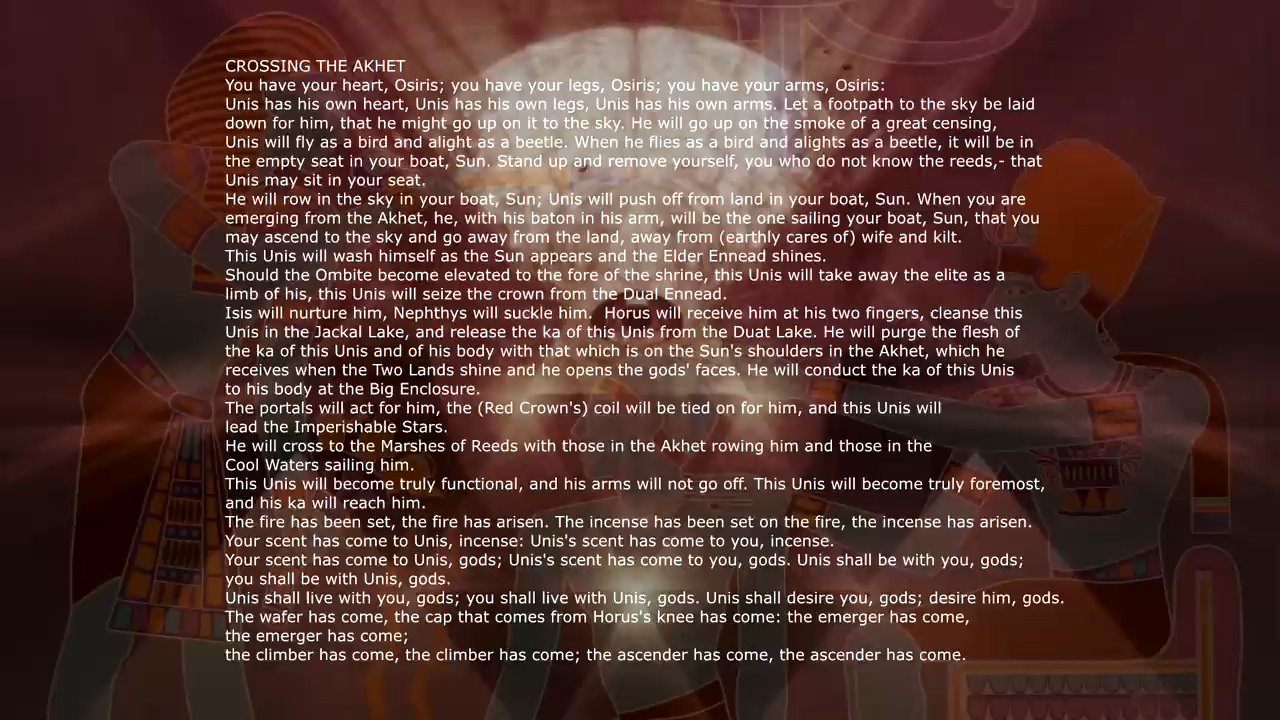 CROSSING THE AKHET
You have your heart, Osiris; you have your legs, Osiris; you have your arms, Osiris:
Unis has his own heart, Unis has his own legs, Unis has his own arms. Let a footpath to the sky be laid
down for him, that he might go up on it to the sky. He will go up on the smoke of a great censing,
Unis will fly as a bird and alight as a beetle. When he flies as a bird and alights as a beetle, it will be in
the empty seat in your boat, Sun. Stand up and remove yourself, you who do not know the reeds,- that
Unis may sit in your seat.
He will row in the sky in your boat, Sun; Unis will push off from land in your boat, Sun. When you are
emerging from the Akhet, he, with his baton in his arm, will be the one sailing your boat, Sun, that you
may ascend to the sky and go away from the land, away from (earthly cares of) wife and kilt.
This Unis will wash himself as the Sun appears and the Elder Ennead shines.
Should the Ombite become elevated to the fore of the shrine, this Unis will take away the elite as a
limb of his, this Unis will seize the crown from the Dual Ennead.
Isis will nurture him, Nephthys will suckle him.  Horus will receive him at his two fingers, cleanse this
Unis in the Jackal Lake, and release the ka of this Unis from the Duat Lake. He will purge the flesh of
the ka of this Unis and of his body with that which is on the Sun's shoulders in the Akhet, which he
receives when the Two Lands shine and he opens the gods' faces. He will conduct the ka of this Unis
to his body at the Big Enclosure.
The portals will act for him, the (Red Crown's) coil will be tied on for him, and this Unis will
lead the Imperishable Stars.
He will cross to the Marshes of Reeds with those in the Akhet rowing him and those in the
Cool Waters sailing him.
This Unis will become truly functional, and his arms will not go off. This Unis will become truly foremost,
and his ka will reach him.
The fire has been set, the fire has arisen. The incense has been set on the fire, the incense has arisen.
Your scent has come to Unis, incense: Unis's scent has come to you, incense.
Your scent has come to Unis, gods; Unis's scent has come to you, gods. Unis shall be with you, gods;
you shall be with Unis, gods.
Unis shall live with you, gods; you shall live with Unis, gods. Unis shall desire you, gods; desire him, gods.
The wafer has come, the cap that comes from Horus's knee has come: the emerger has come,
the emerger has come;
the climber has come, the climber has come; the ascender has come, the ascender has come.